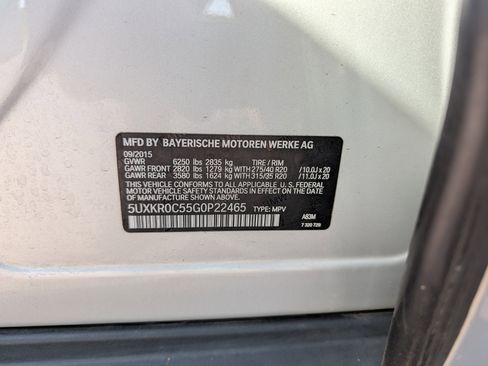 MFD BY BAYERISCHE MOTOREN WERKE AG
09/2015
GVWR 6250 lbs 2835 kg TIRE / RIM
GAWR FRONT 2820 lbs 1279 kg WITH 275/40 R20 /10.0J x 20
GAWR REAR 3580 lbs 1624 kg WITH 315/35 R20 /11.0J x 20
THIS VEHICLE CONFORMS TO ALL APPLICABLE U. S. FEDERAL
MOTOR VEHICLE SAFETY STANDARDS IN EFFECT ON THE DATE
OF MANUFACTURE SHOWN ABOVE.
5UXKR0C55G0P22465 TYPE: MPV
A83M
7 320 729